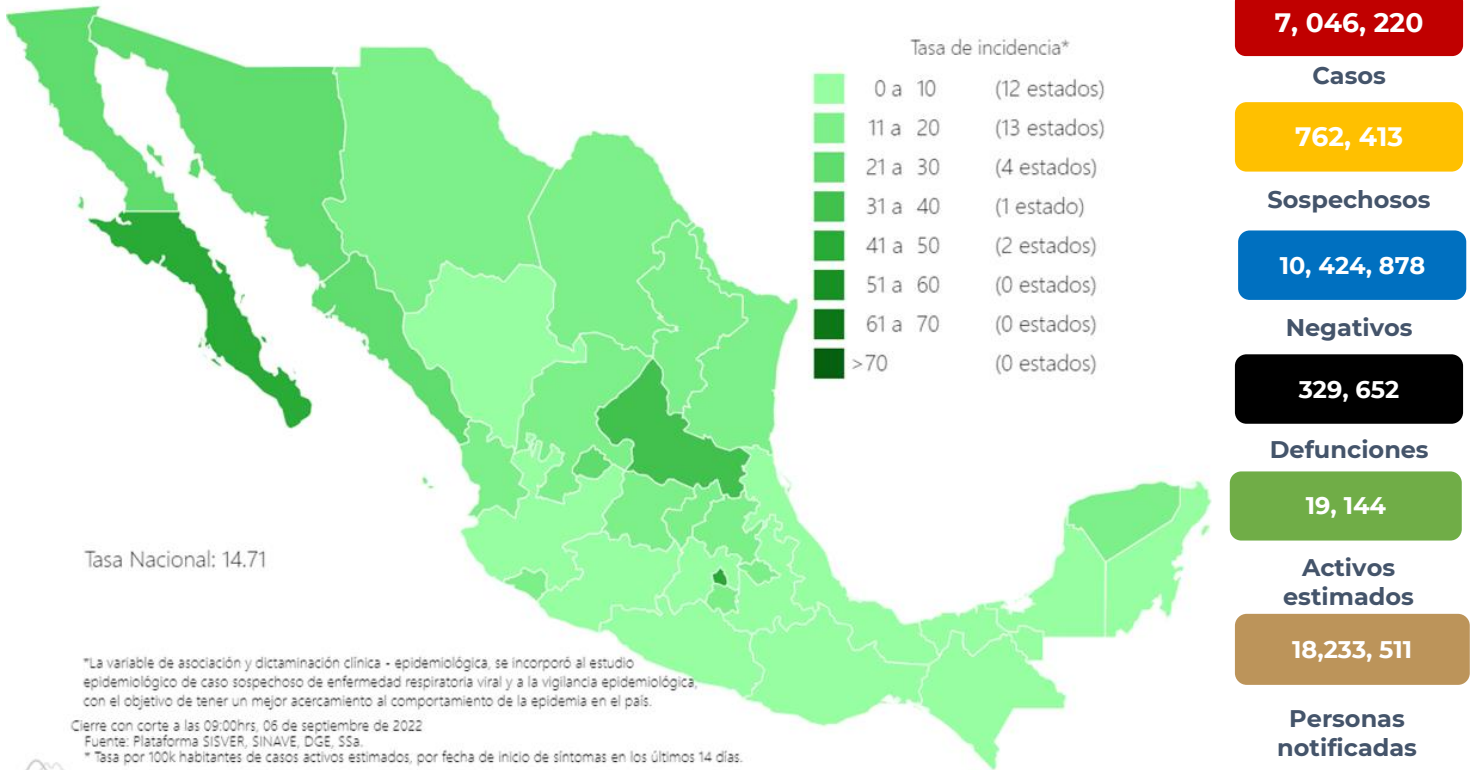 Tasa de incidencia*
0 a 10 (12 estados)
11 a 20 (13 estados)
21 a 30 (4 estados)
31 a 40 (1 estado)
41 a 50 (2 estados)
51 a 60 (0 estados)
61 a 70 (0 estados)
>70 (0 estados)
Tasa Nacional: 14.71
*La variable de asociación y dictaminación clínica - epidemiológica, se incorporó al estudio
epidemiológico de caso sospechoso de enfermedad respiratoria viral y a la vigilancia epidemiológica,
con el objetivo de tener un mejor acercamiento al comportamiento de la epidemia en el país.
Cierre con corte a las 09:00hrs, 06 de septiembre de 2022
Fuente: Plataforma SISVER, SINAVE, DGE, SSa.
* Tasa por 100k habitantes de casos activos estimados, por fecha de inicio de síntomas en los últimos 14 días.
7, 046, 220
Casos
762, 413
Sospechosos
10, 424, 878
Negativos
329, 652
Defunciones
19, 144
Activos
estimados
18,233, 511
Personas
notificadas